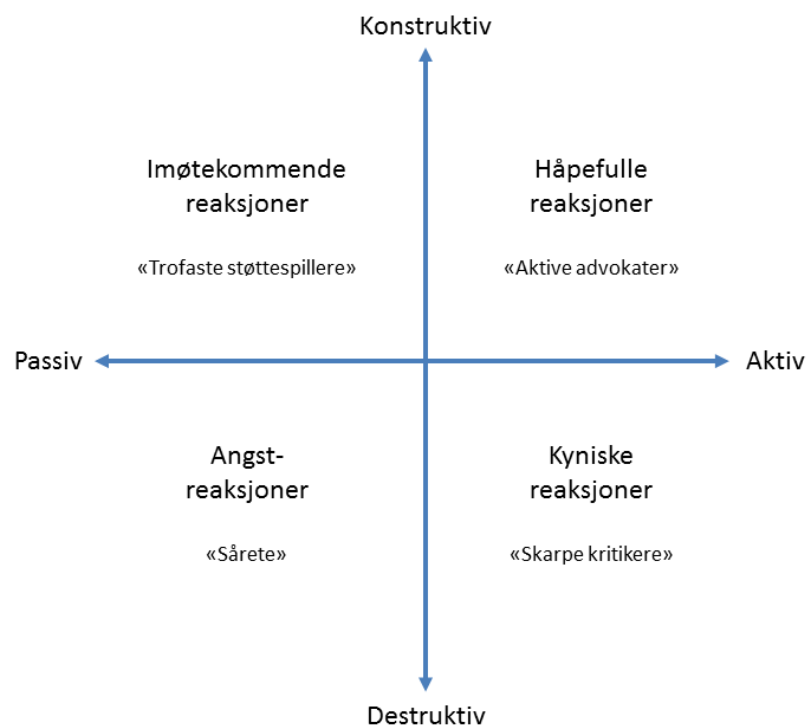 Konstruktiv
Imøtekommende
reaksjoner
«Trofaste støttespillere»
Håpefulle
reaksjoner
«Aktive advokater»
Passiv
Aktiv
Angst-
reaksjoner
«Sårete»
Kyniske
reaksjoner
«Skarpe kritikere»
Destruktiv